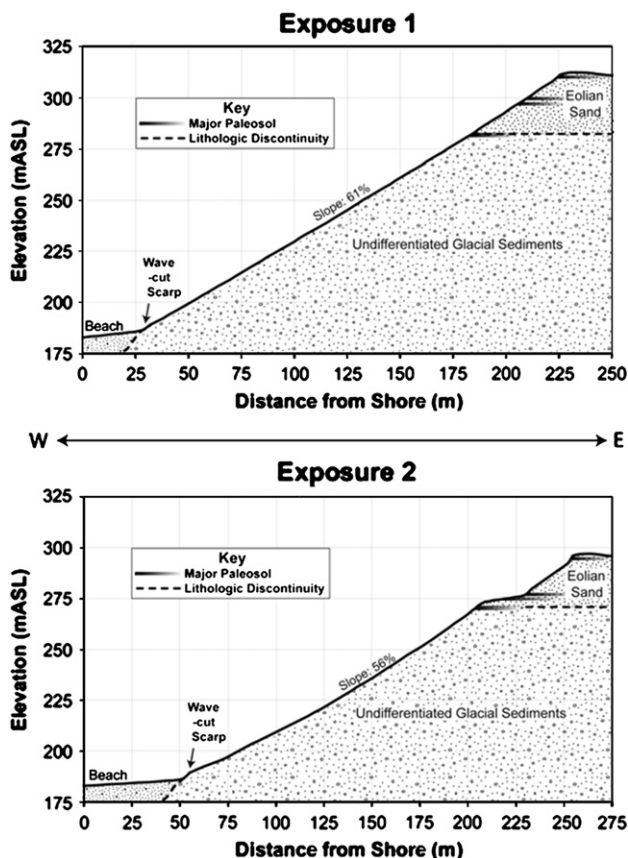 Exposure 1
Elevation (mASL)
325
300
275
250
225
200
175
Key
Major Paleosol
Lithologic Discontinuity
Eolian
Sand
Slope: 61%
Undifferentiated Glacial Sediments
Wave
-cut
Scarp
Beach
0 25 50 75 100 125 150 175 200 225 250
Distance from Shore (m)
W E
Exposure 2
Elevation (mASL)
325
300
275
250
225
200
175
Key
Major Paleosol
Lithologic Discontinuity
Eolian
Sand
Slope: 56%
Undifferentiated Glacial Sediments
Wave
-cut
Scarp
Beach
0 25 50 75 100 125 150 175 200 225 250 275
Distance from Shore (m)